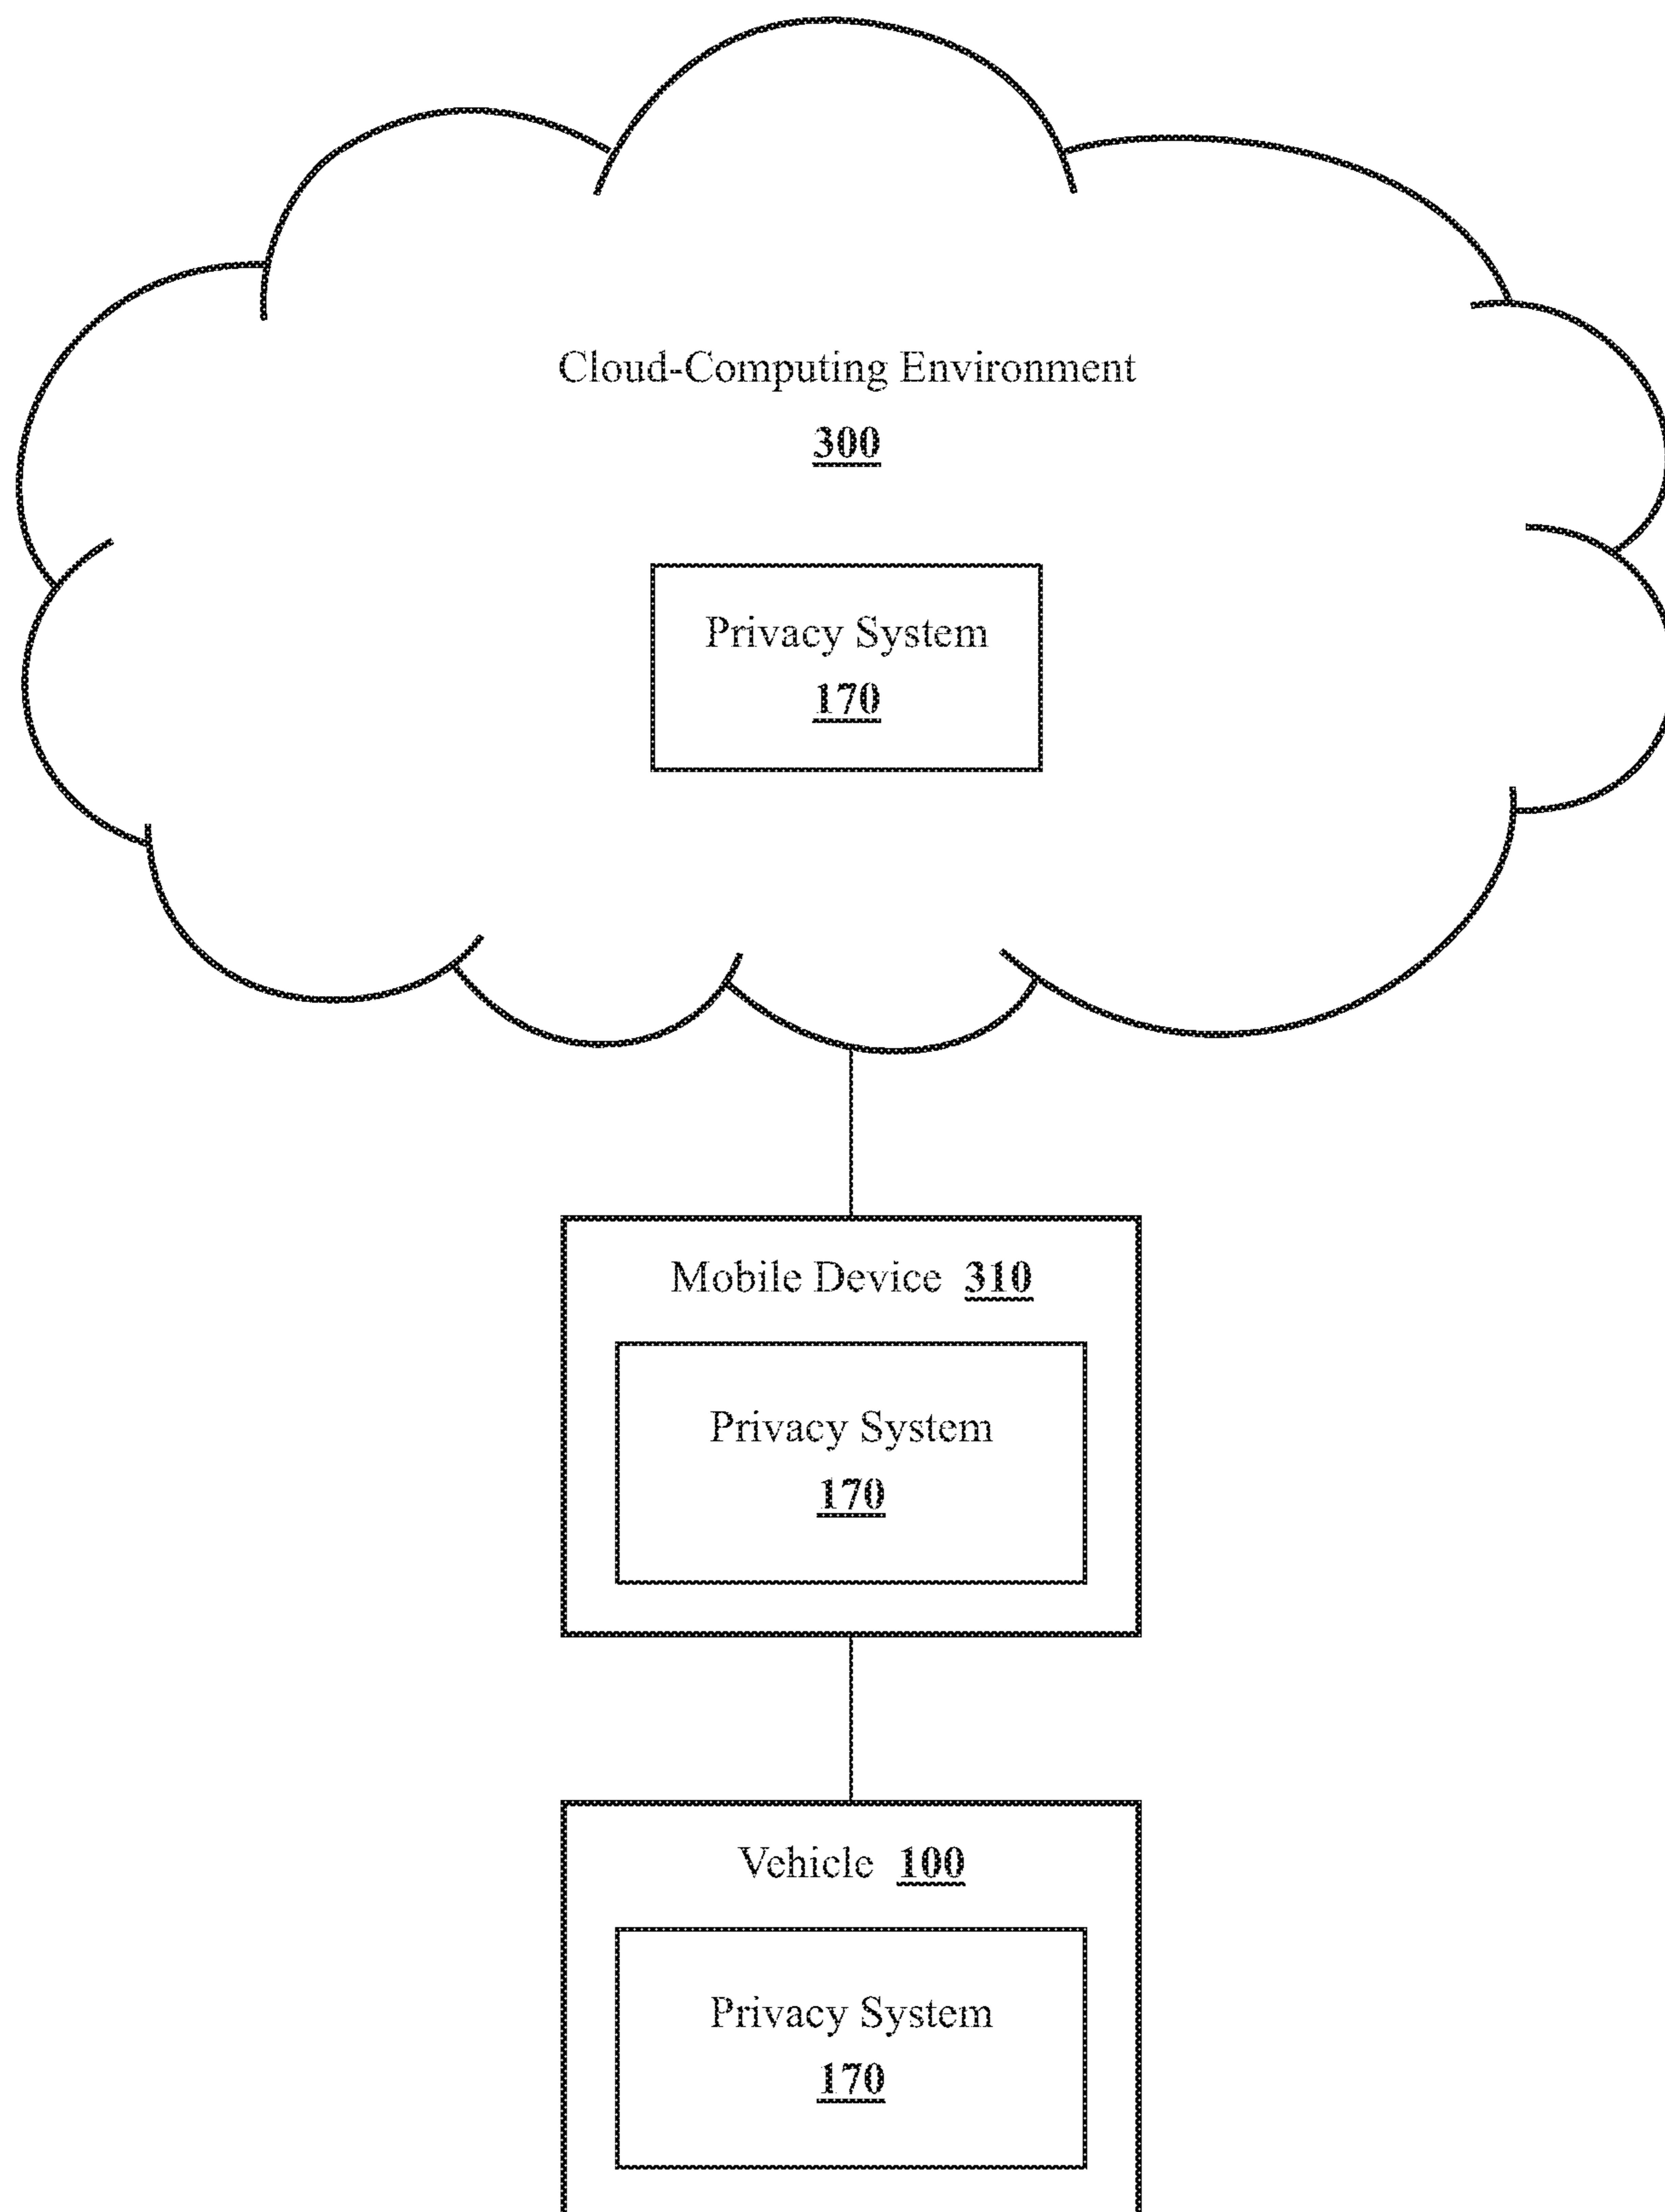 Cloud-Computing Environment
300
Privacy System
170
Mobile Device 310
Privacy System
170
Vehicle 100
Privacy System
170